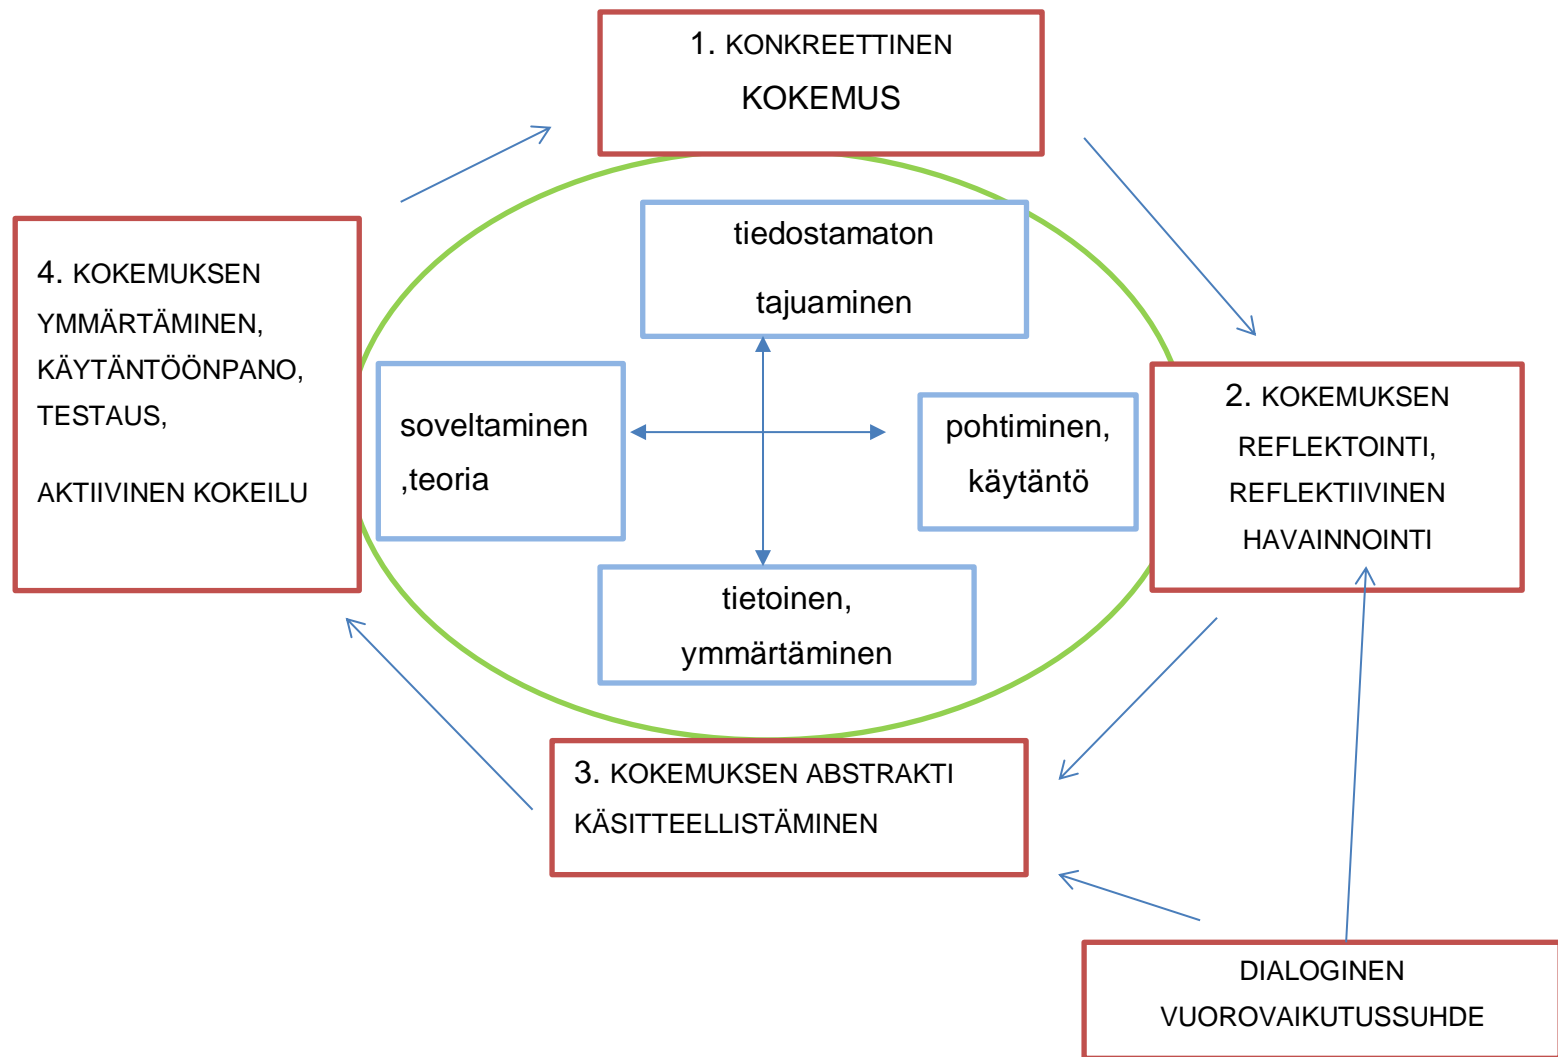 1. KONKREETTINEN
KOKEMUS
tiedostamaton
tajuaminen
4. KOKEMUKSEN
YMMÄRTÄMINEN,
KÄYTÄNTÖÖNPANO,
TESTAUS,
AKTIIVINEN KOKEILU
soveltaminen
,teoria
pohtiminen,
käytäntö
2. KOKEMUKSEN
REFLEKTOINTI,
REFLEKTIIVINEN
HAVAINNOINTI
tietoinen,
ymmärtäminen
3. KOKEMUKSEN ABSTRAKTI
KÄSITTEELLISTÄMINEN
DIALOGINEN
VUOROVAIKUTUSSUHDE